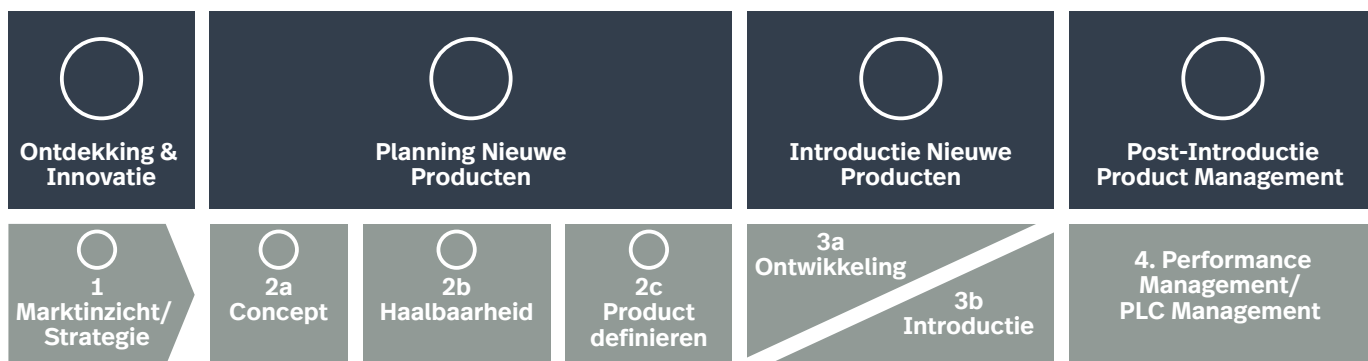 Ontdekking &
Innovatie
Planning Nieuwe
Producten
Introductie Nieuwe
Producten
Post-Introductie
Product Management
1
Marktinzicht/
Strategie
2a
Concept
2b
Haalbaarheid
2c
Product
definieren
3a
Ontwikkeling
3b
Introductie
4. Performance
Management/
PLC Management